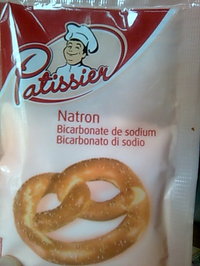 Patissier
Natron
Bicarbonate de sodium
Bicarbonato di sodio